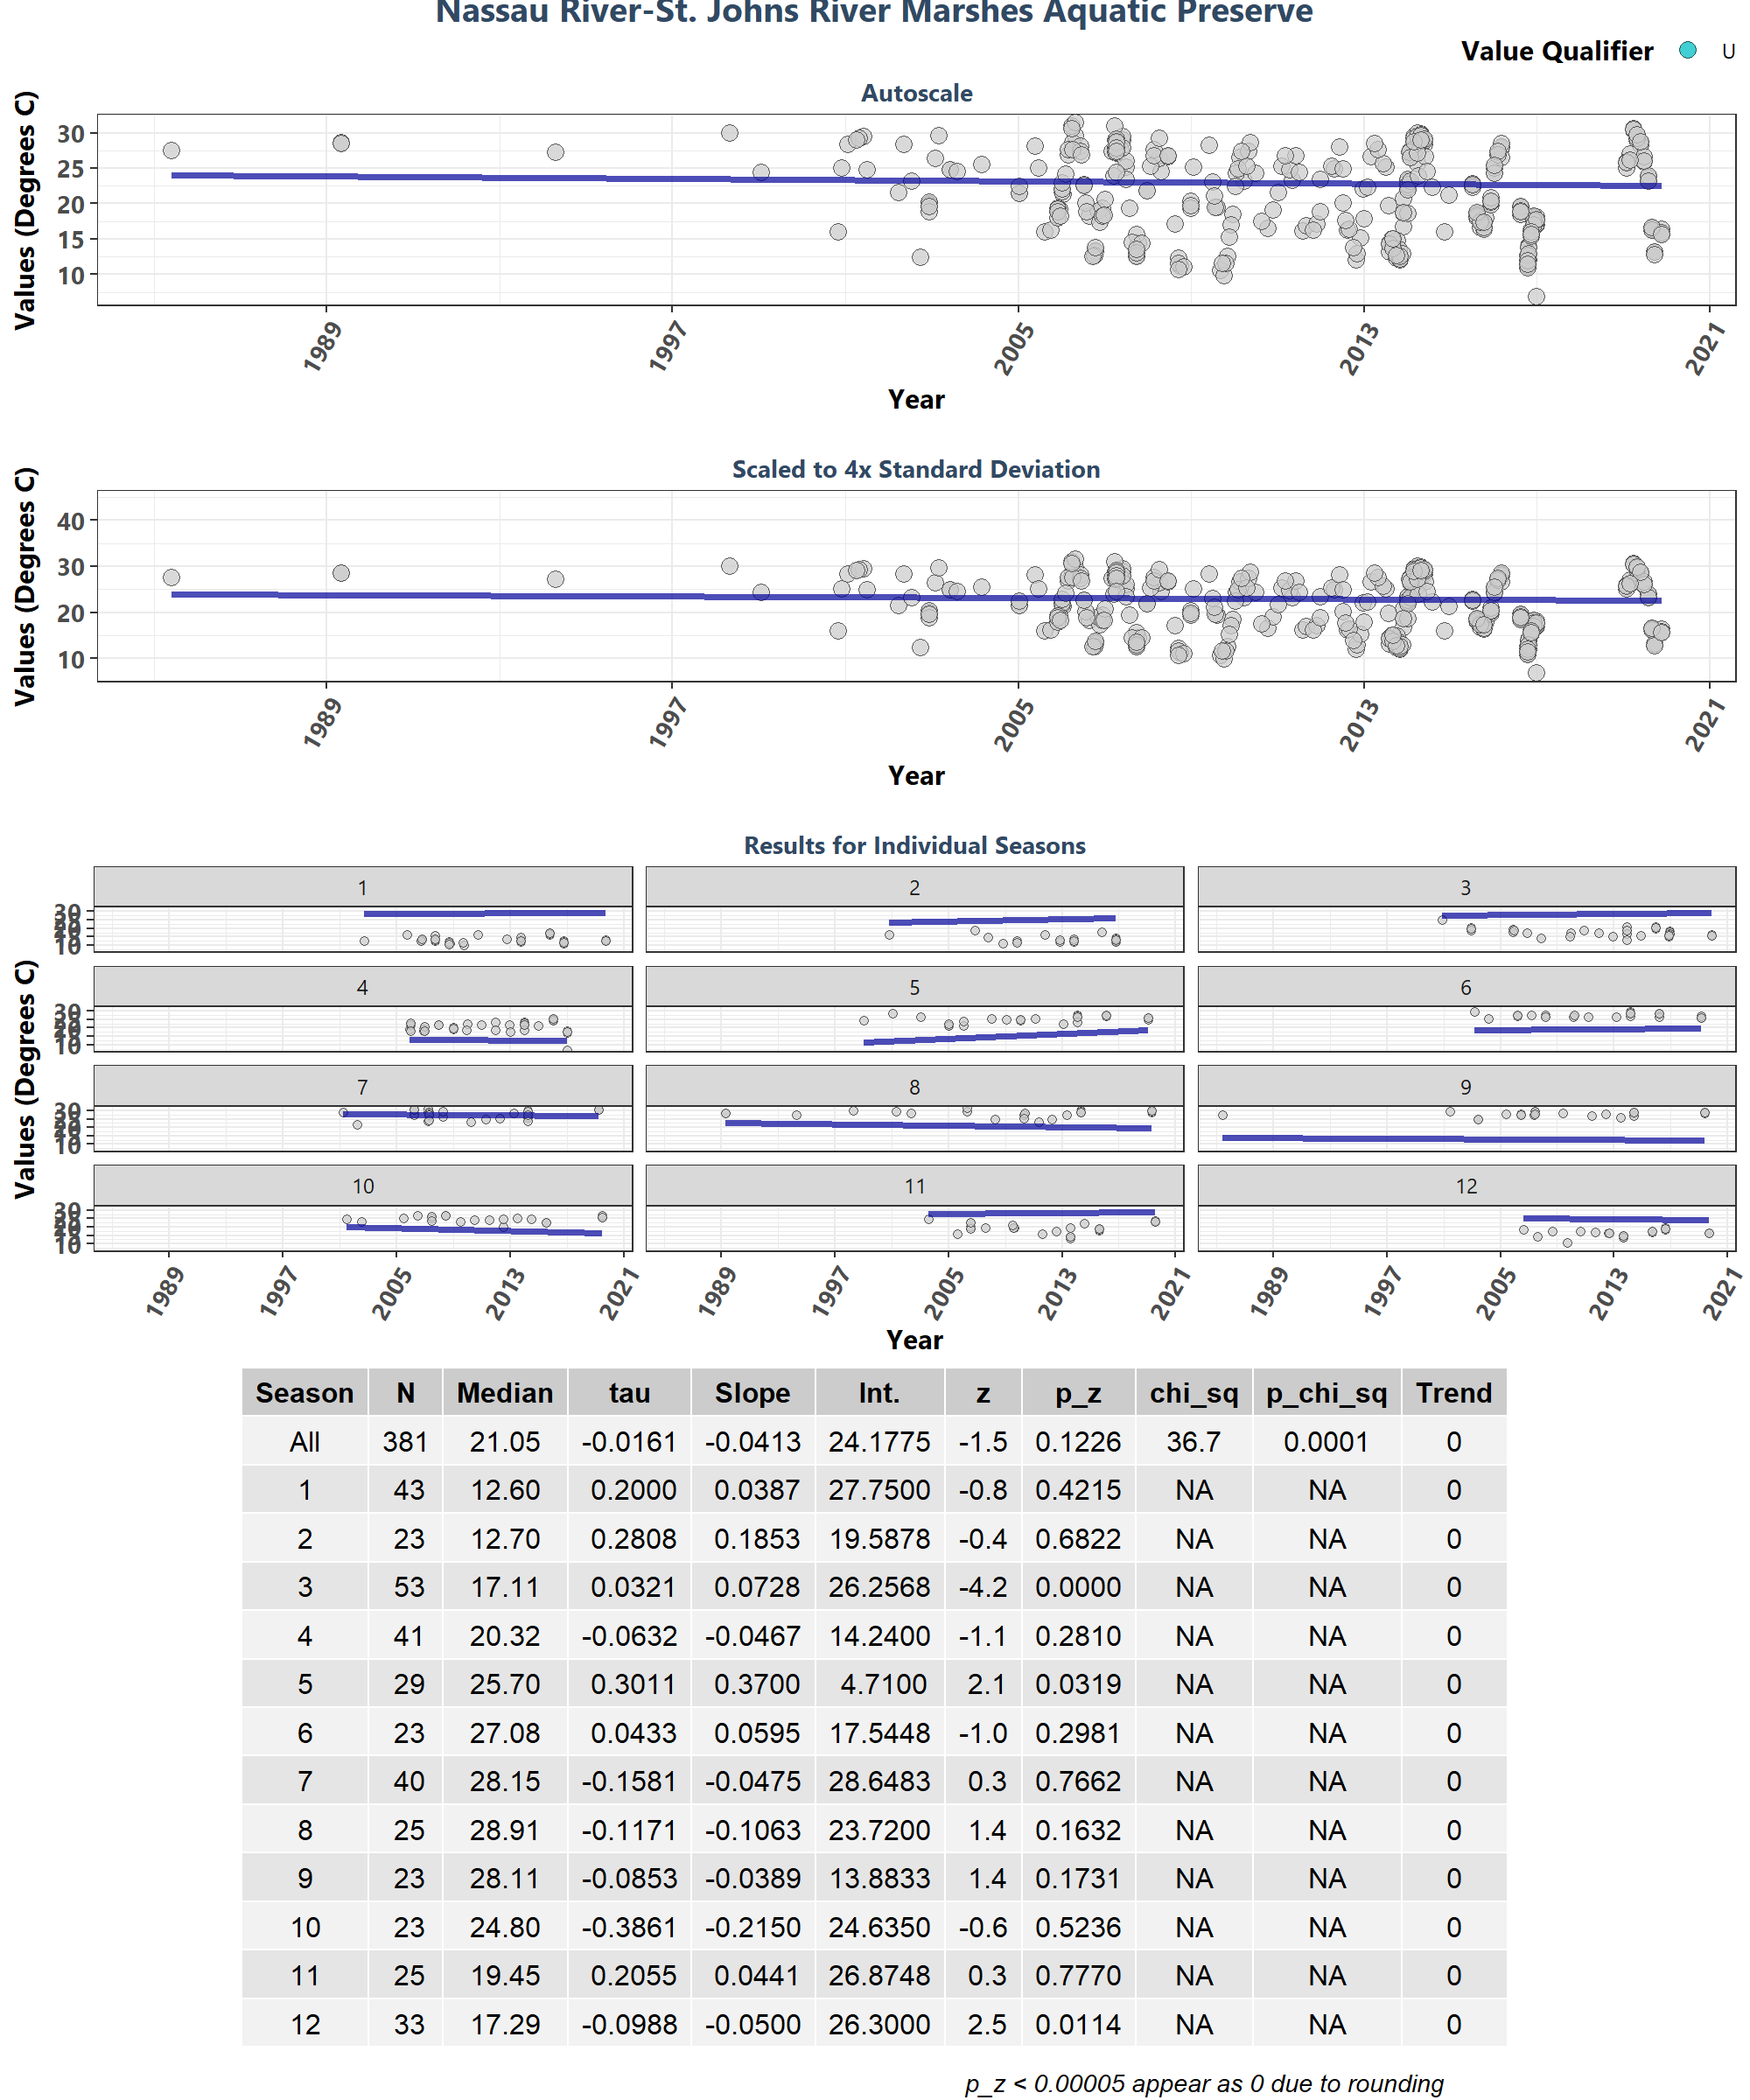 Nassau River-St. Johns River Marshes Aquatic Preserve
Value Qualifier U
Autoscale
Values (Degrees C)
30
25
20
15
10
1989 1997 2005 2013 2021
Year
Scaled to 4x Standard Deviation
Values (Degrees C)
40
30
20
10
1989 1997 2005 2013 2021
Year
Results for Individual Seasons
Values (Degrees C)
1 2 3
30
10
4 5 6
30
10
7 8 9
30
10
10 11 12
30
10
1989 1997 2005 2013 2021 1989 1997 2005 2013 2021 1989 1997 2005 2013 2021
Year
Season N Median tau Slope Int. z p_z chi_sq p_chi_sq Trend
All 381 21.05 -0.0161 -0.0413 24.1775 -1.5 0.1226 36.7 0.0001 0
1 43 12.60 0.2000 0.0387 27.7500 -0.8 0.4215 NA NA 0
2 23 12.70 0.2808 0.1853 19.5878 -0.4 0.6822 NA NA 0
3 53 17.11 0.0321 0.0728 26.2568 -4.2 0.0000 NA NA 0
4 41 20.32 -0.0632 -0.0467 14.2400 -1.1 0.2810 NA NA 0
5 29 25.70 0.3011 0.3700 4.7100 2.1 0.0319 NA NA 0
6 23 27.08 0.0433 0.0595 17.5448 -1.0 0.2981 NA NA 0
7 40 28.15 -0.1581 -0.0475 28.6483 0.3 0.7662 NA NA 0
8 25 28.91 -0.1171 -0.1063 23.7200 1.4 0.1632 NA NA 0
9 23 28.11 -0.0853 -0.0389 13.8833 1.4 0.1731 NA NA 0
10 23 24.80 -0.3861 -0.2150 24.6350 -0.6 0.5236 NA NA 0
11 25 19.45 0.2055 0.0441 26.8748 0.3 0.7770 NA NA 0
12 33 17.29 -0.0988 -0.0500 26.3000 2.5 0.0114 NA NA 0
p_z < 0.00005 appear as 0 due to rounding